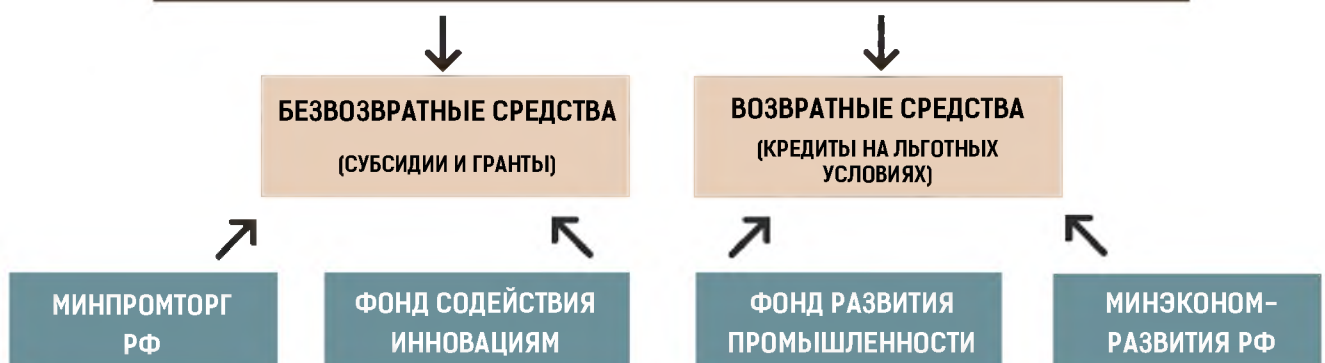 БЕЗВОЗВРАТНЫЕ СРЕДСТВА
(СУБСИДИИ И ГРАНТЫ)
ВОЗВРАТНЫЕ СРЕДСТВА
(КРЕДИТЫ НА ЛЬГОТНЫХ
УСЛОВИЯХ)
МИНПРОМТОРГ
РФ
ФОНД СОДЕЙСТВИЯ
ИННОВАЦИЯМ
ФОНД РАЗВИТИЯ
ПРОМЫШЛЕННОСТИ
МИНЭКОНОМ-
РАЗВИТИЯ РФ